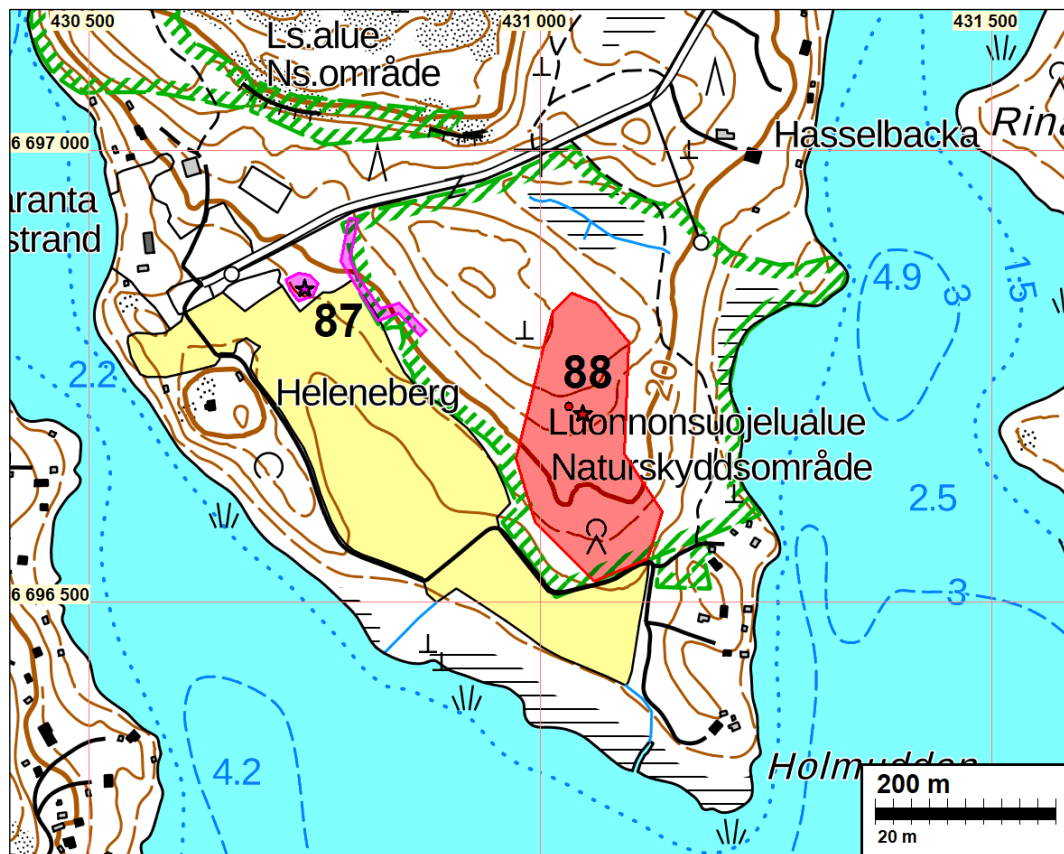 430 500
431 000
431 500
Ls.alue
Ns.område
Hasselbacka
6 697 000
aranta
strand
4.9
3
1.5
87
88
20
2.2
Heleneberg
Luonnonsuojelualue
Naturskyddsområde
2.5
6 696 500
3
4.2
Holmudden
200 m
20 m